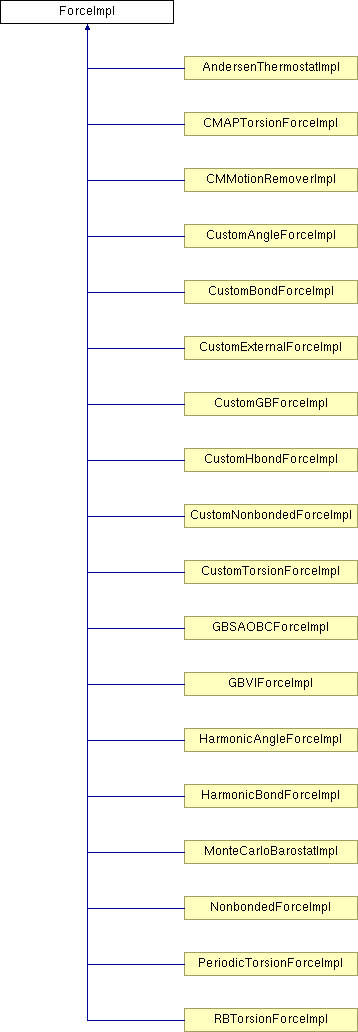 ForceImpl
AndersenThermostatImpl
CMAPTorsionForceImpl
CMMotionRemoverImpl
CustomAngleForceImpl
CustomBondForceImpl
CustomExternalForceImpl
CustomGBForceImpl
CustomHbondForceImpl
CustomNonbondedForceImpl
CustomTorsionForceImpl
GBSAOBCForceImpl
GBVIForceImpl
HarmonicAngleForceImpl
HarmonicBondForceImpl
MonteCarloBarostatImpl
NonbondedForceImpl
PeriodicTorsionForceImpl
RBTorsionForceImpl